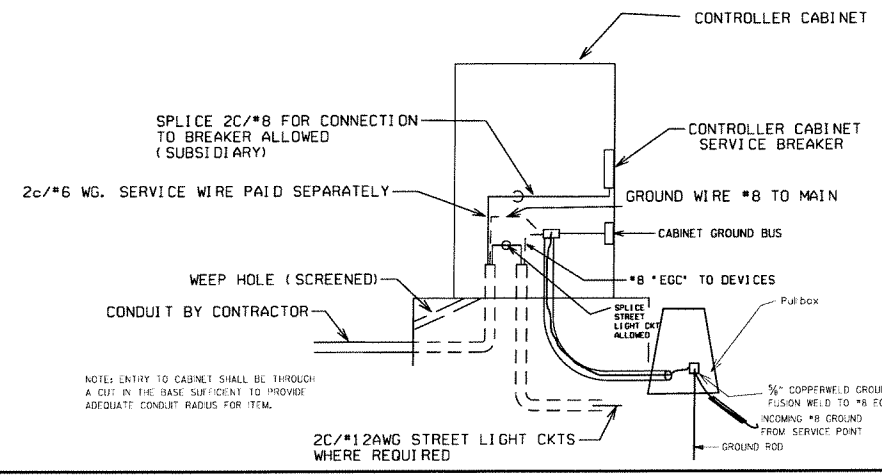 CONTROLLER CABINET
SPLICE 2C/#8 FOR CONNECTION
TO BREAKER ALLOWED
(SUBSIDIARY)
CONTROLLER CABINET
SERVICE BREAKER
2c/#6 WG. SERVICE WIRE PAID SEPARATELY
GROUND WIRE #8 TO MAIN
CABINET GROUND BUS
WEEP HOLE (SCREENED)
#8 "EGC" TO DEVICES
CONDUIT BY CONTRACTOR
SPLICE
STREET
LIGHT CKT
ALLOWED
Pullbox
NOTE: ENTRY TO CABINET SHALL BE THROUGH
A CUT IN THE BASE SUFFICIENT TO PROVIDE
ADEQUATE CONDUIT RADIUS FOR ITEM.
5/8" COPPERWELD GROUN
FUSION WELD TO #8 EG
INCOMING #8 GROUND
FROM SERVICE POINT
GROUND ROD
2C/#12AWG STREET LIGHT CKTS
WHERE REQUIRED